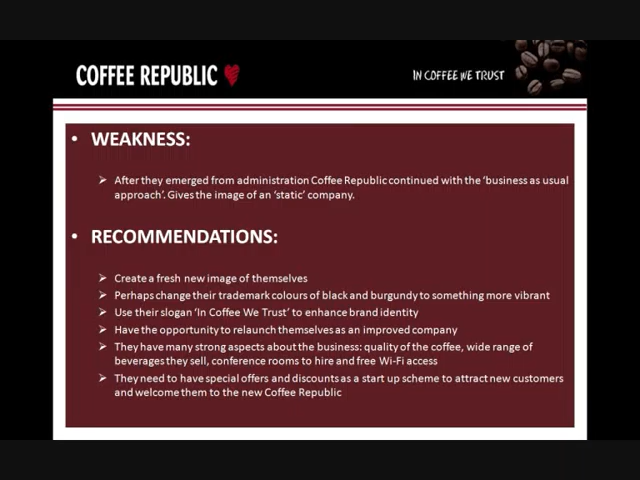 COFFEE REPUBLIC
IN COFFEE WE TRUST
• WEAKNESS:
➢ After they emerged from administration Coffee Republic continued with the ‘business as usual
approach’. Gives the image of an ‘static’ company.
• RECOMMENDATIONS:
➢ Create a fresh new image of themselves
➢ Perhaps change their trademark colours of black and burgundy to something more vibrant
➢ Use their slogan ‘In Coffee We Trust’ to enhance brand identity
➢ Have the opportunity to relaunch themselves as an improved company
➢ They have many strong aspects about the business: quality of the coffee, wide range of
beverages they sell, conference rooms to hire and free Wi-Fi access
➢ They need to have special offers and discounts as a start up scheme to attract new customers
and welcome them to the new Coffee Republic